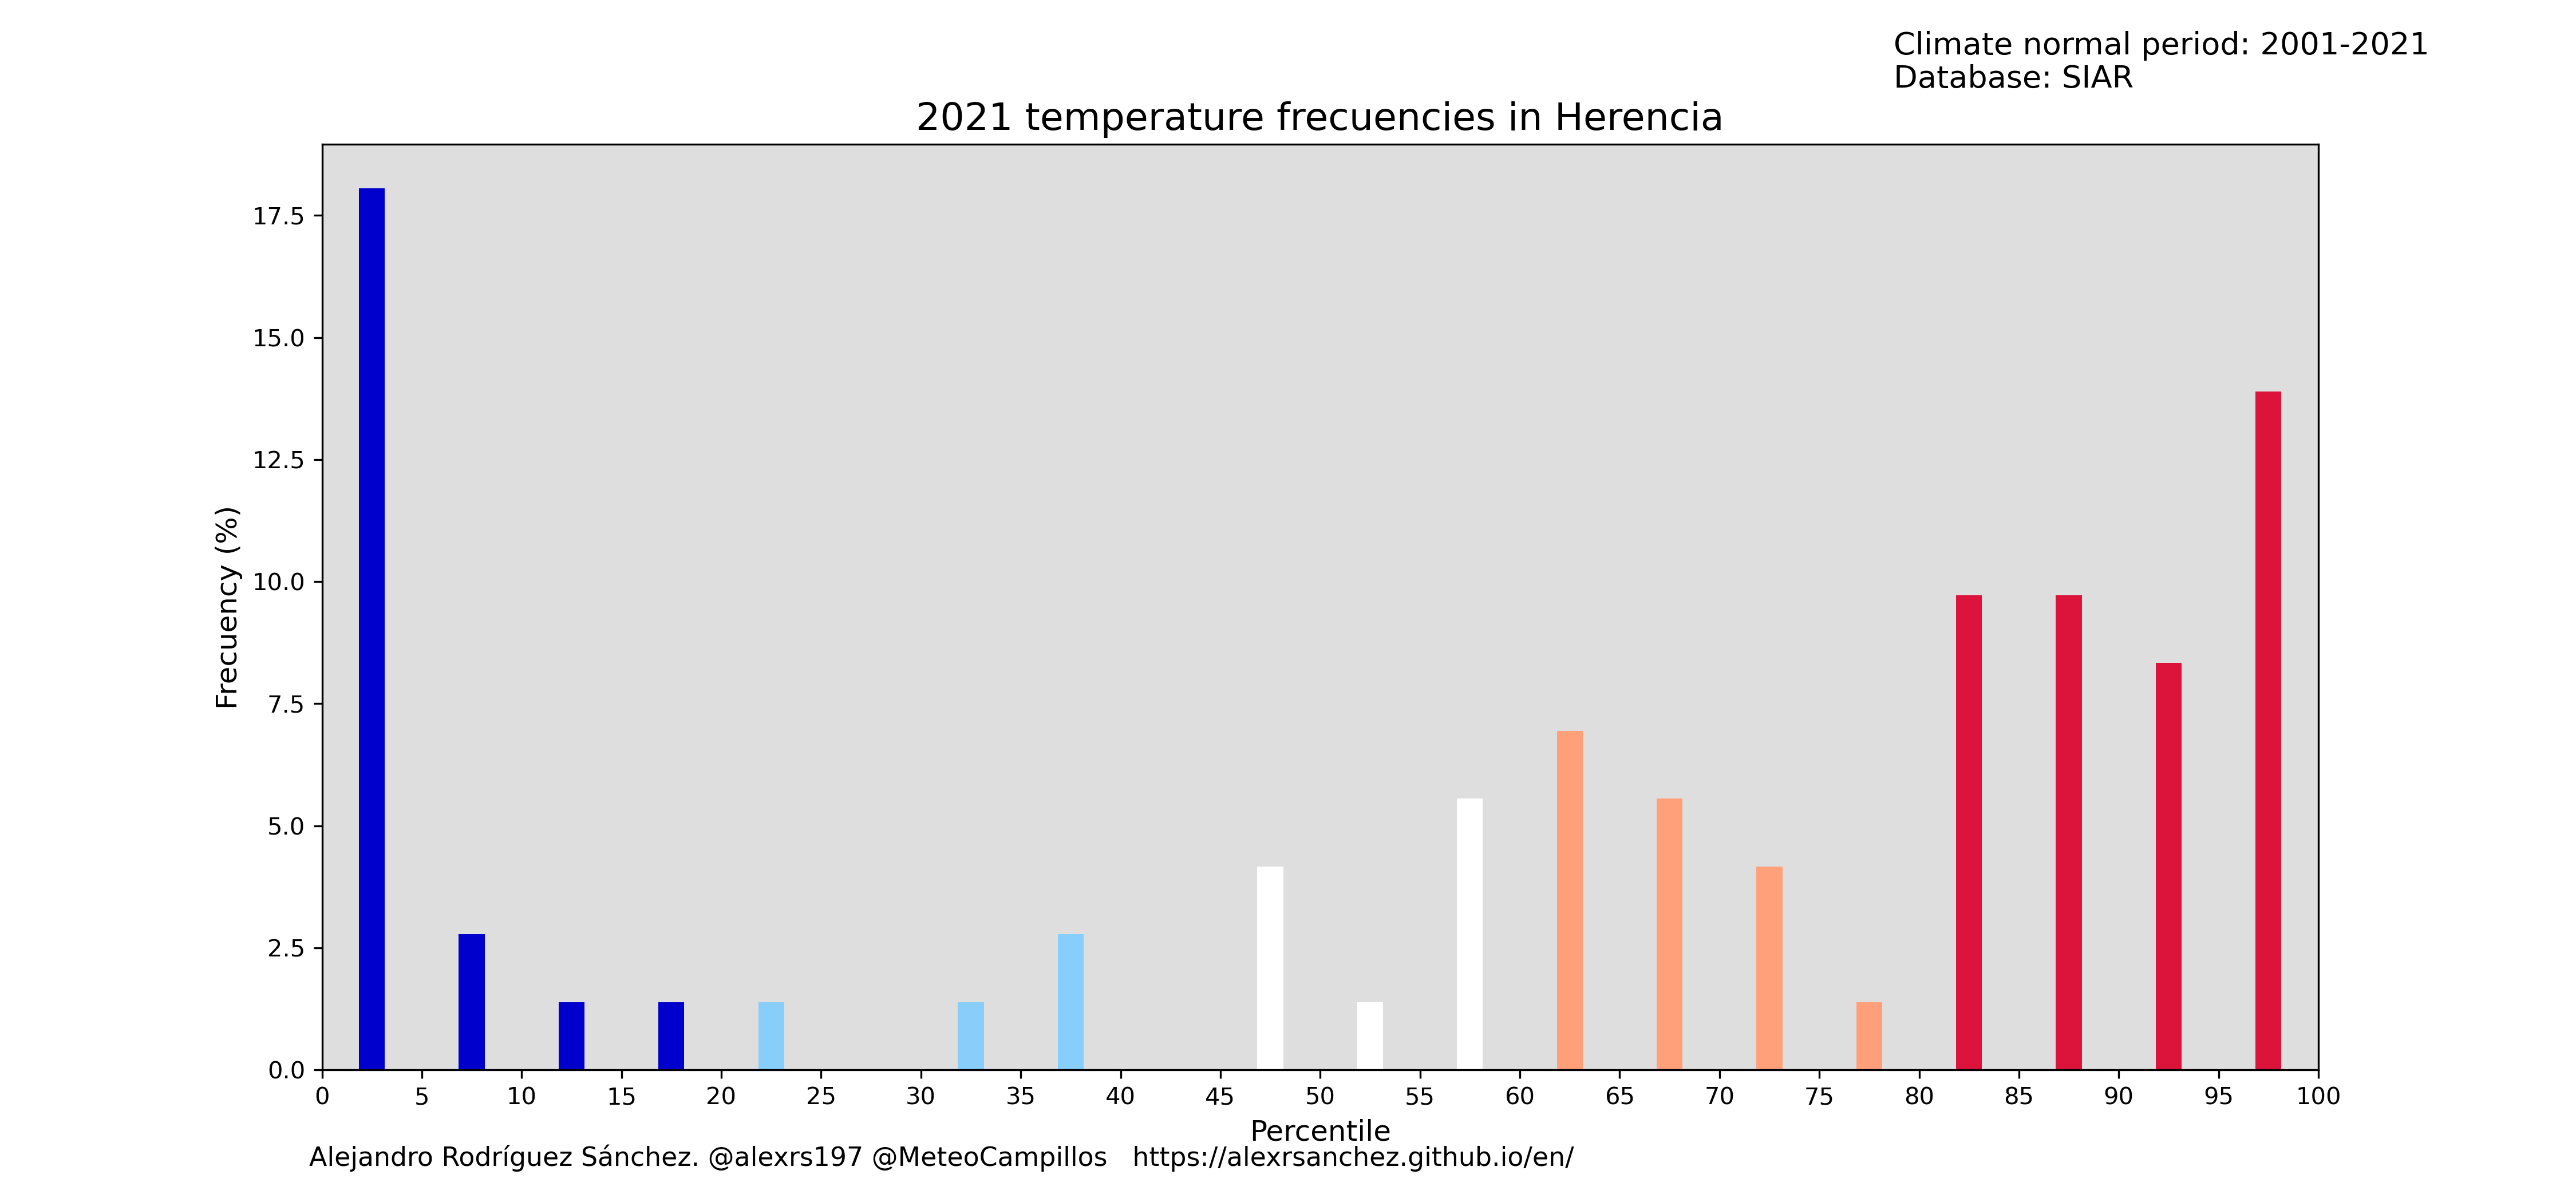 Climate normal period: 2001-2021
Database: SIAR
2021 temperature frecuencies in Herencia
17.5
15.0
12.5
10.0
7.5
5.0
2.5
0.0
Frecuency (%)
0 5 10 15 20 25 30 35 40 45 50 55 60 65 70 75 80 85 90 95 100
Percentile
Alejandro Rodríguez Sánchez. @alexrs197 @MeteoCampillos https://alexrsanchez.github.io/en/